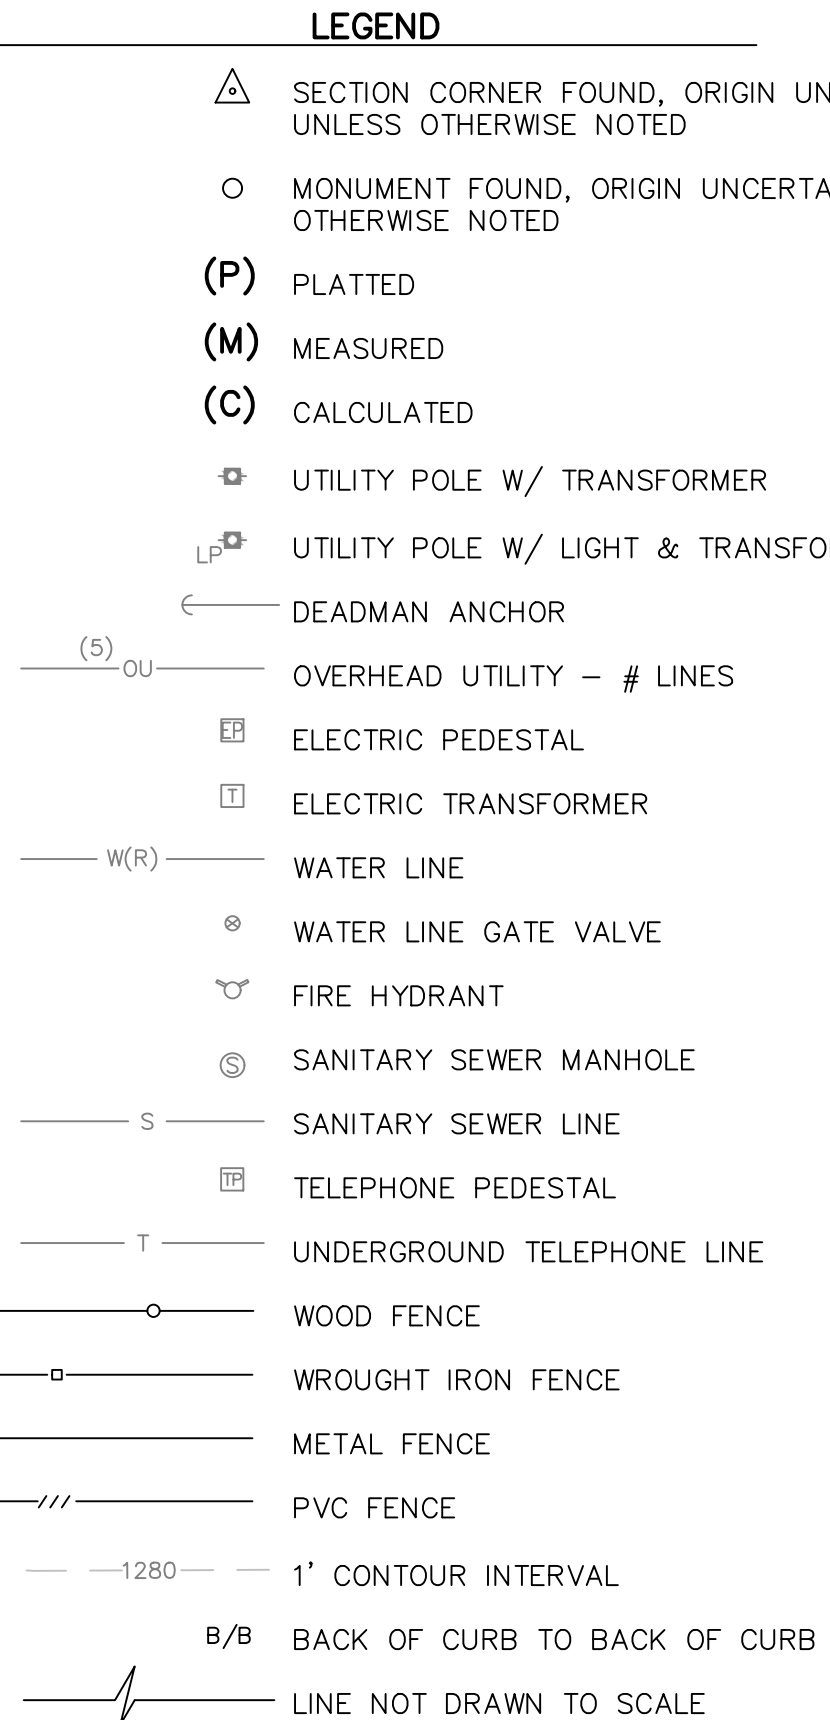 LEGEND
SECTION CORNER FOUND, ORIGIN
UNLESS OTHERWISE NOTED
MONUMENT FOUND, ORIGIN
OTHERWISE NOTED
(P) PLATTED
(M) MEASURED
(C) CALCULATED
UTILITY POLE W/ TRANSFORMER
LP UTILITY POLE W/ LIGHT &
DEADMAN ANCHOR
(5)
OU OVERHEAD UTILITY – # LINES
EP ELECTRIC PEDESTAL
T ELECTRIC TRANSFORMER
W(R) WATER LINE
WATER LINE GATE VALVE
FIRE HYDRANT
S SANITARY SEWER MANHOLE
S SANITARY SEWER LINE
TP TELEPHONE PEDESTAL
T UNDERGROUND TELEPHONE LINE
WOOD FENCE
WROUGHT IRON FENCE
METAL FENCE
PVC FENCE
1280 1' CONTOUR INTERVAL
B/B BACK OF CURB TO BACK OF CURB
LINE NOT DRAWN TO SCALE